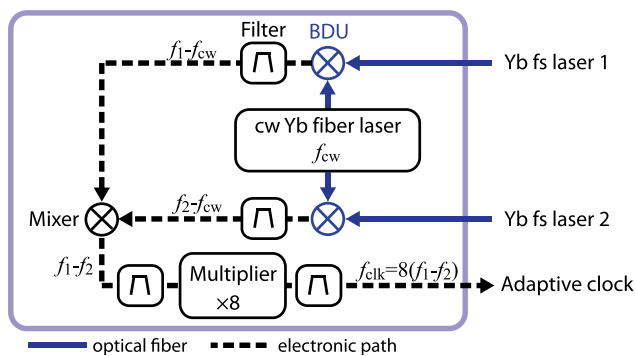 Filter
BDU
f1-fcw
Yb fs laser 1
cw Yb fiber laser
fcw
f2-fcw
Mixer
Yb fs laser 2
f1-f2
Multiplier
×8
fclk=8(f1-f2)
Adaptive clock
optical fiber
electronic path